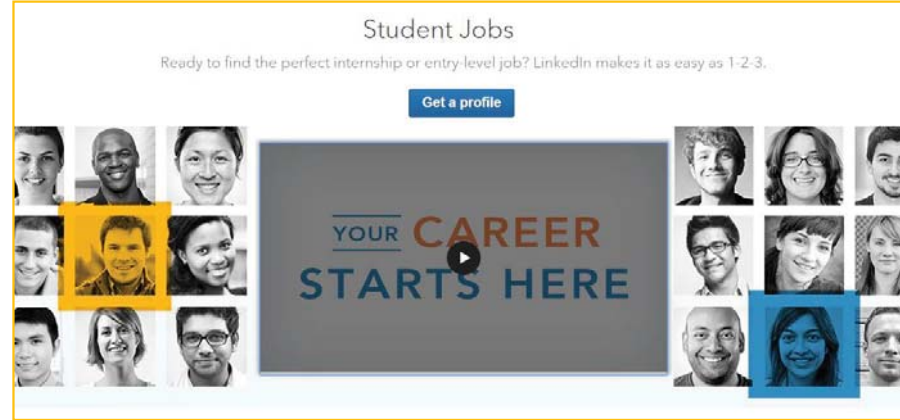 Student Jobs
Ready to find the perfect internship or entry-level job? LinkedIn makes it as easy as 1-2-3.
Get a profile
YOUR CAREER
STARTS HERE